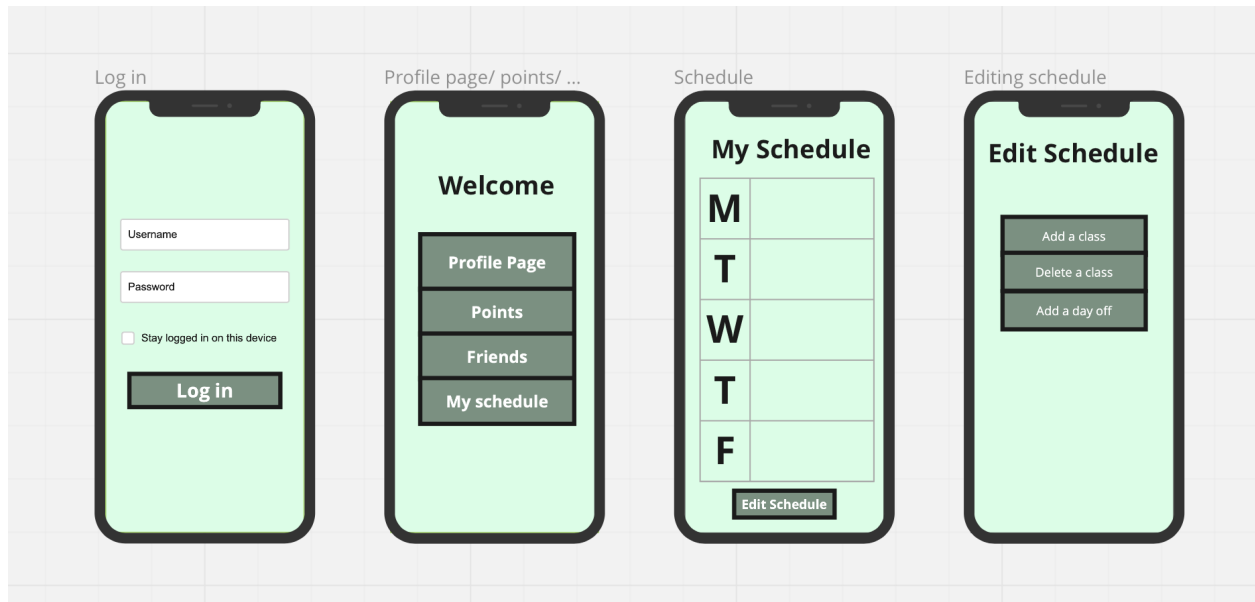 Log in
Username
Password
Stay logged in on this device
Log in
Profile page/ points/ ...
Welcome
Profile Page
Points
Friends
My schedule
Schedule
My Schedule
M
T
W
T
F
Edit Schedule
Editing schedule
Edit Schedule
Add a class
Delete a class
Add a day off